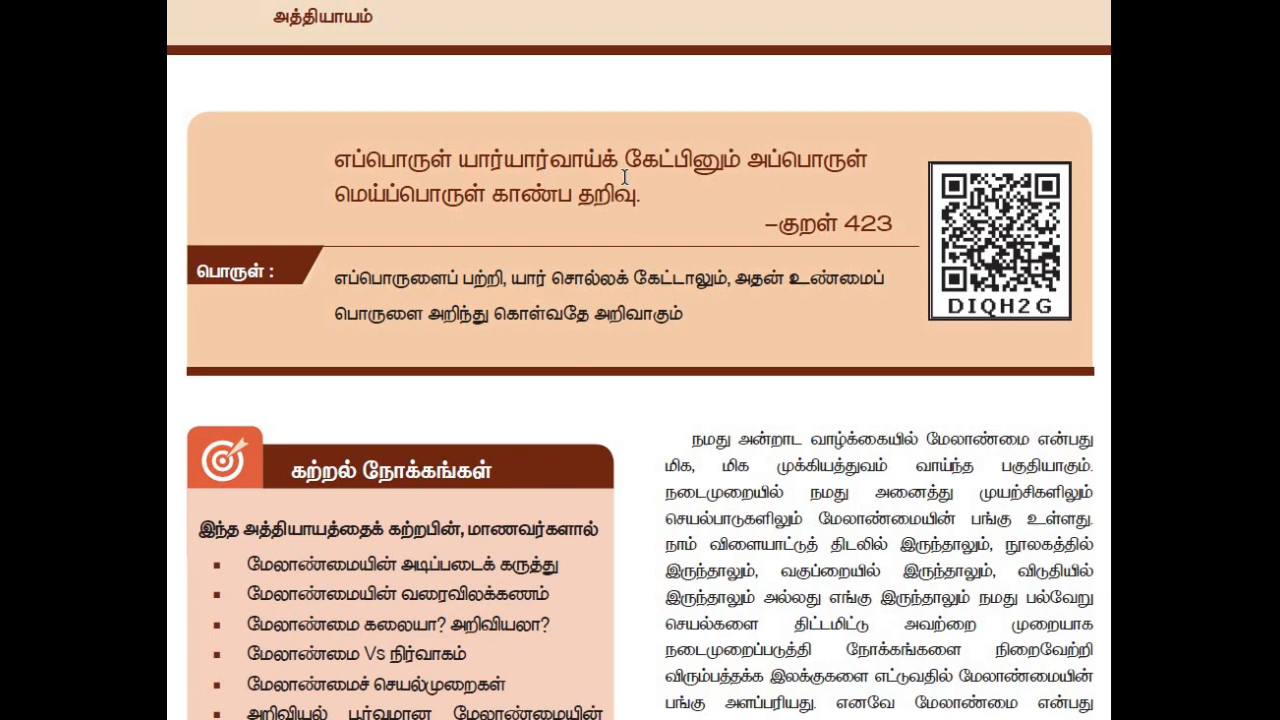 அத்தியாயம்
எப்பொருள் யார்யார்வாய்க் கேட்பினும் அப்பொருள்
மெய்ப்பொருள் காண்ப தறிவு.
–குறள் 423
பொருள் :
எப்பொருளைப் பற்றி, யார் சொல்லக் கேட்டாலும், அதன் உண்மைப்
பொருளை அறிந்து கொள்வதே அறிவாகும்
DIQH2G
கற்றல் நோக்கங்கள்
இந்த அத்தியாயத்தைக் கற்றபின், மாணவர்களால்
▪ மேலாண்மையின் அடிப்படைக் கருத்து
▪ மேலாண்மையின் வரைவிலக்கணம்
▪ மேலாண்மை கலையா? அறிவியலா?
▪ மேலாண்மை Vs நிர்வாகம்
▪ மேலாண்மைச் செயல்முறைகள்
▪ அறிவியல் பூர்வமான மேலாண்மையின்
நமது அன்றாட வாழ்க்கையில் மேலாண்மை என்பது
மிக, மிக முக்கியத்துவம் வாய்ந்த பகுதியாகும்.
நடைமுறையில் நமது அனைத்து முயற்சிகளிலும்
செயல்பாடுகளிலும் மேலாண்மையின் பங்கு உள்ளது.
நாம் விளையாட்டுத் திடலில் இருந்தாலும், நூலகத்தில்
இருந்தாலும், வகுப்பறையில் இருந்தாலும், விடுதியில்
இருந்தாலும் அல்லது எங்கு இருந்தாலும் நமது பல்வேறு
செயல்களை திட்டமிட்டு அவற்றை முறையாக
நடைமுறைப்படுத்தி நோக்கங்களை நிறைவேற்றி
விரும்பத்தக்க இலக்குகளை எட்டுவதில் மேலாண்மையின்
பங்கு அளப்பரியது. எனவே மேலாண்மை என்பது